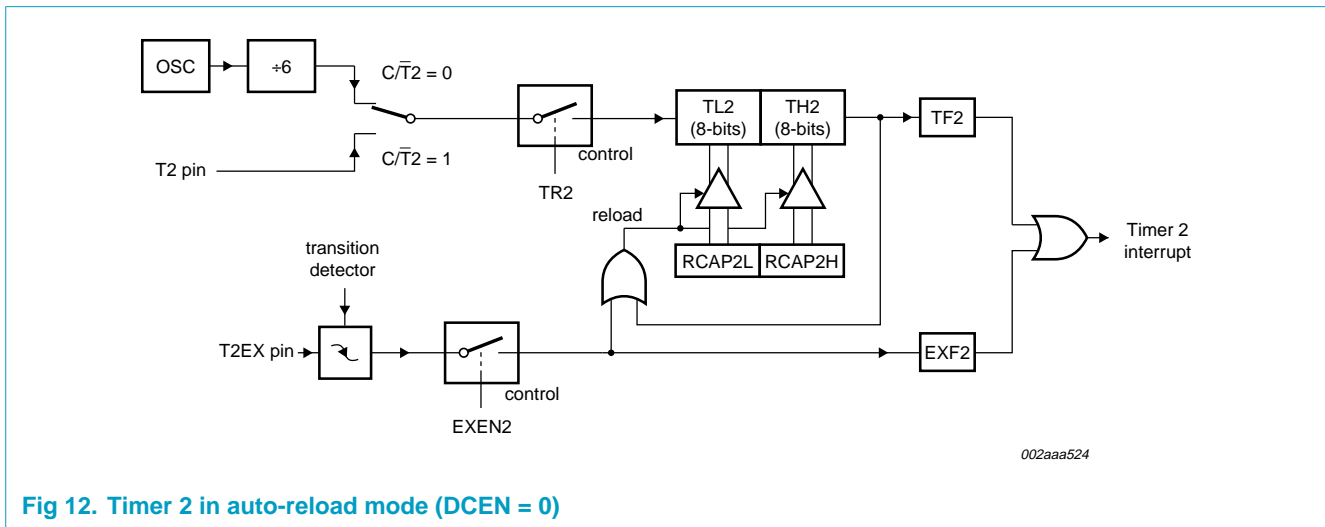 OSC
÷6
C/T̅2 = 0
C/T̅2 = 1
T2 pin
TR2
control
TL2
(8-bits)
TH2
(8-bits)
TF2
reload
RCAP2L
RCAP2H
Timer 2
interrupt
transition
detector
T2EX pin
EXEN2
control
EXF2
002aaa524
Fig 12. Timer 2 in auto-reload mode (DCEN = 0)